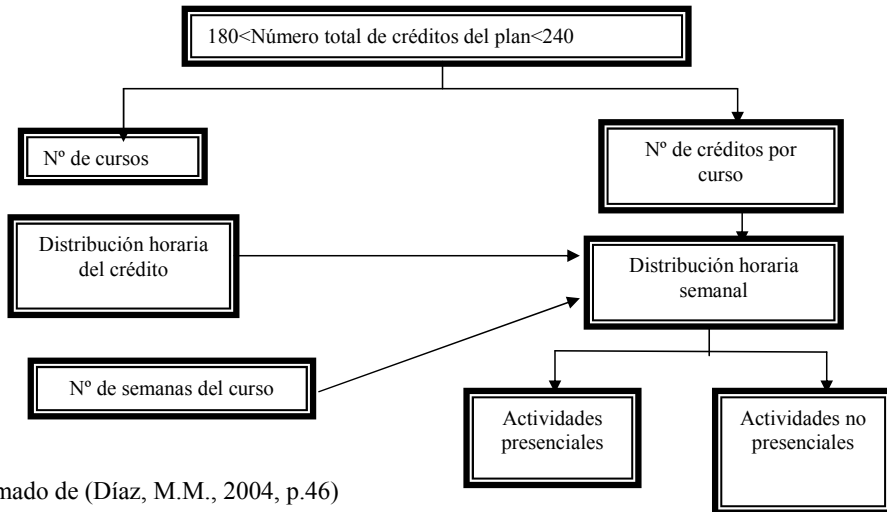 180<Número total de créditos del plan<240
Nº de cursos
Nº de créditos por
curso
Distribución horaria
del crédito
Distribución horaria
semanal
Nº de semanas del curso
Actividades
presenciales
Actividades no
presenciales
mado de (Díaz, M.M., 2004, p.46)